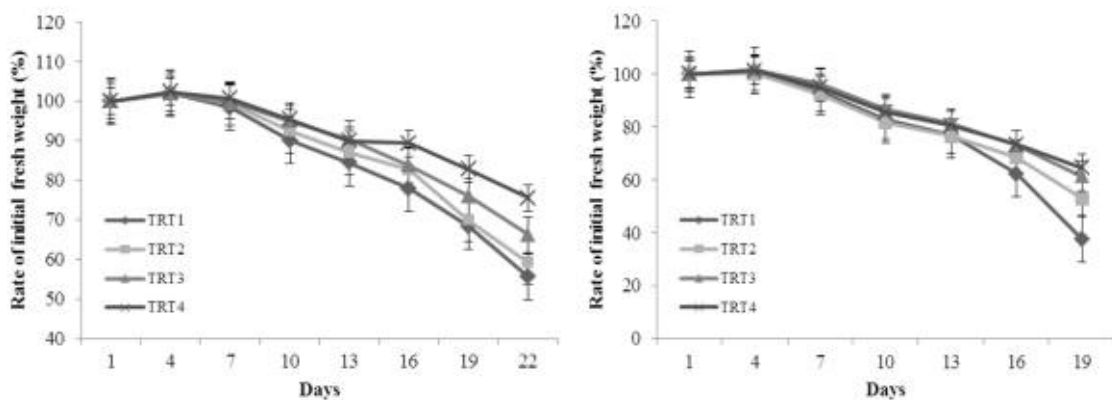 Rate of initial fresh weight (%)
120
110
100
90
80
70
60
50
40
TRT1
TRT2
TRT3
TRT4
1 4 7 10 13 16 19 22
Days
Rate of initial fresh weight (%)
120
100
80
60
40
20
0
TRT1
TRT2
TRT3
TRT4
1 4 7 10 13 16 19
Days